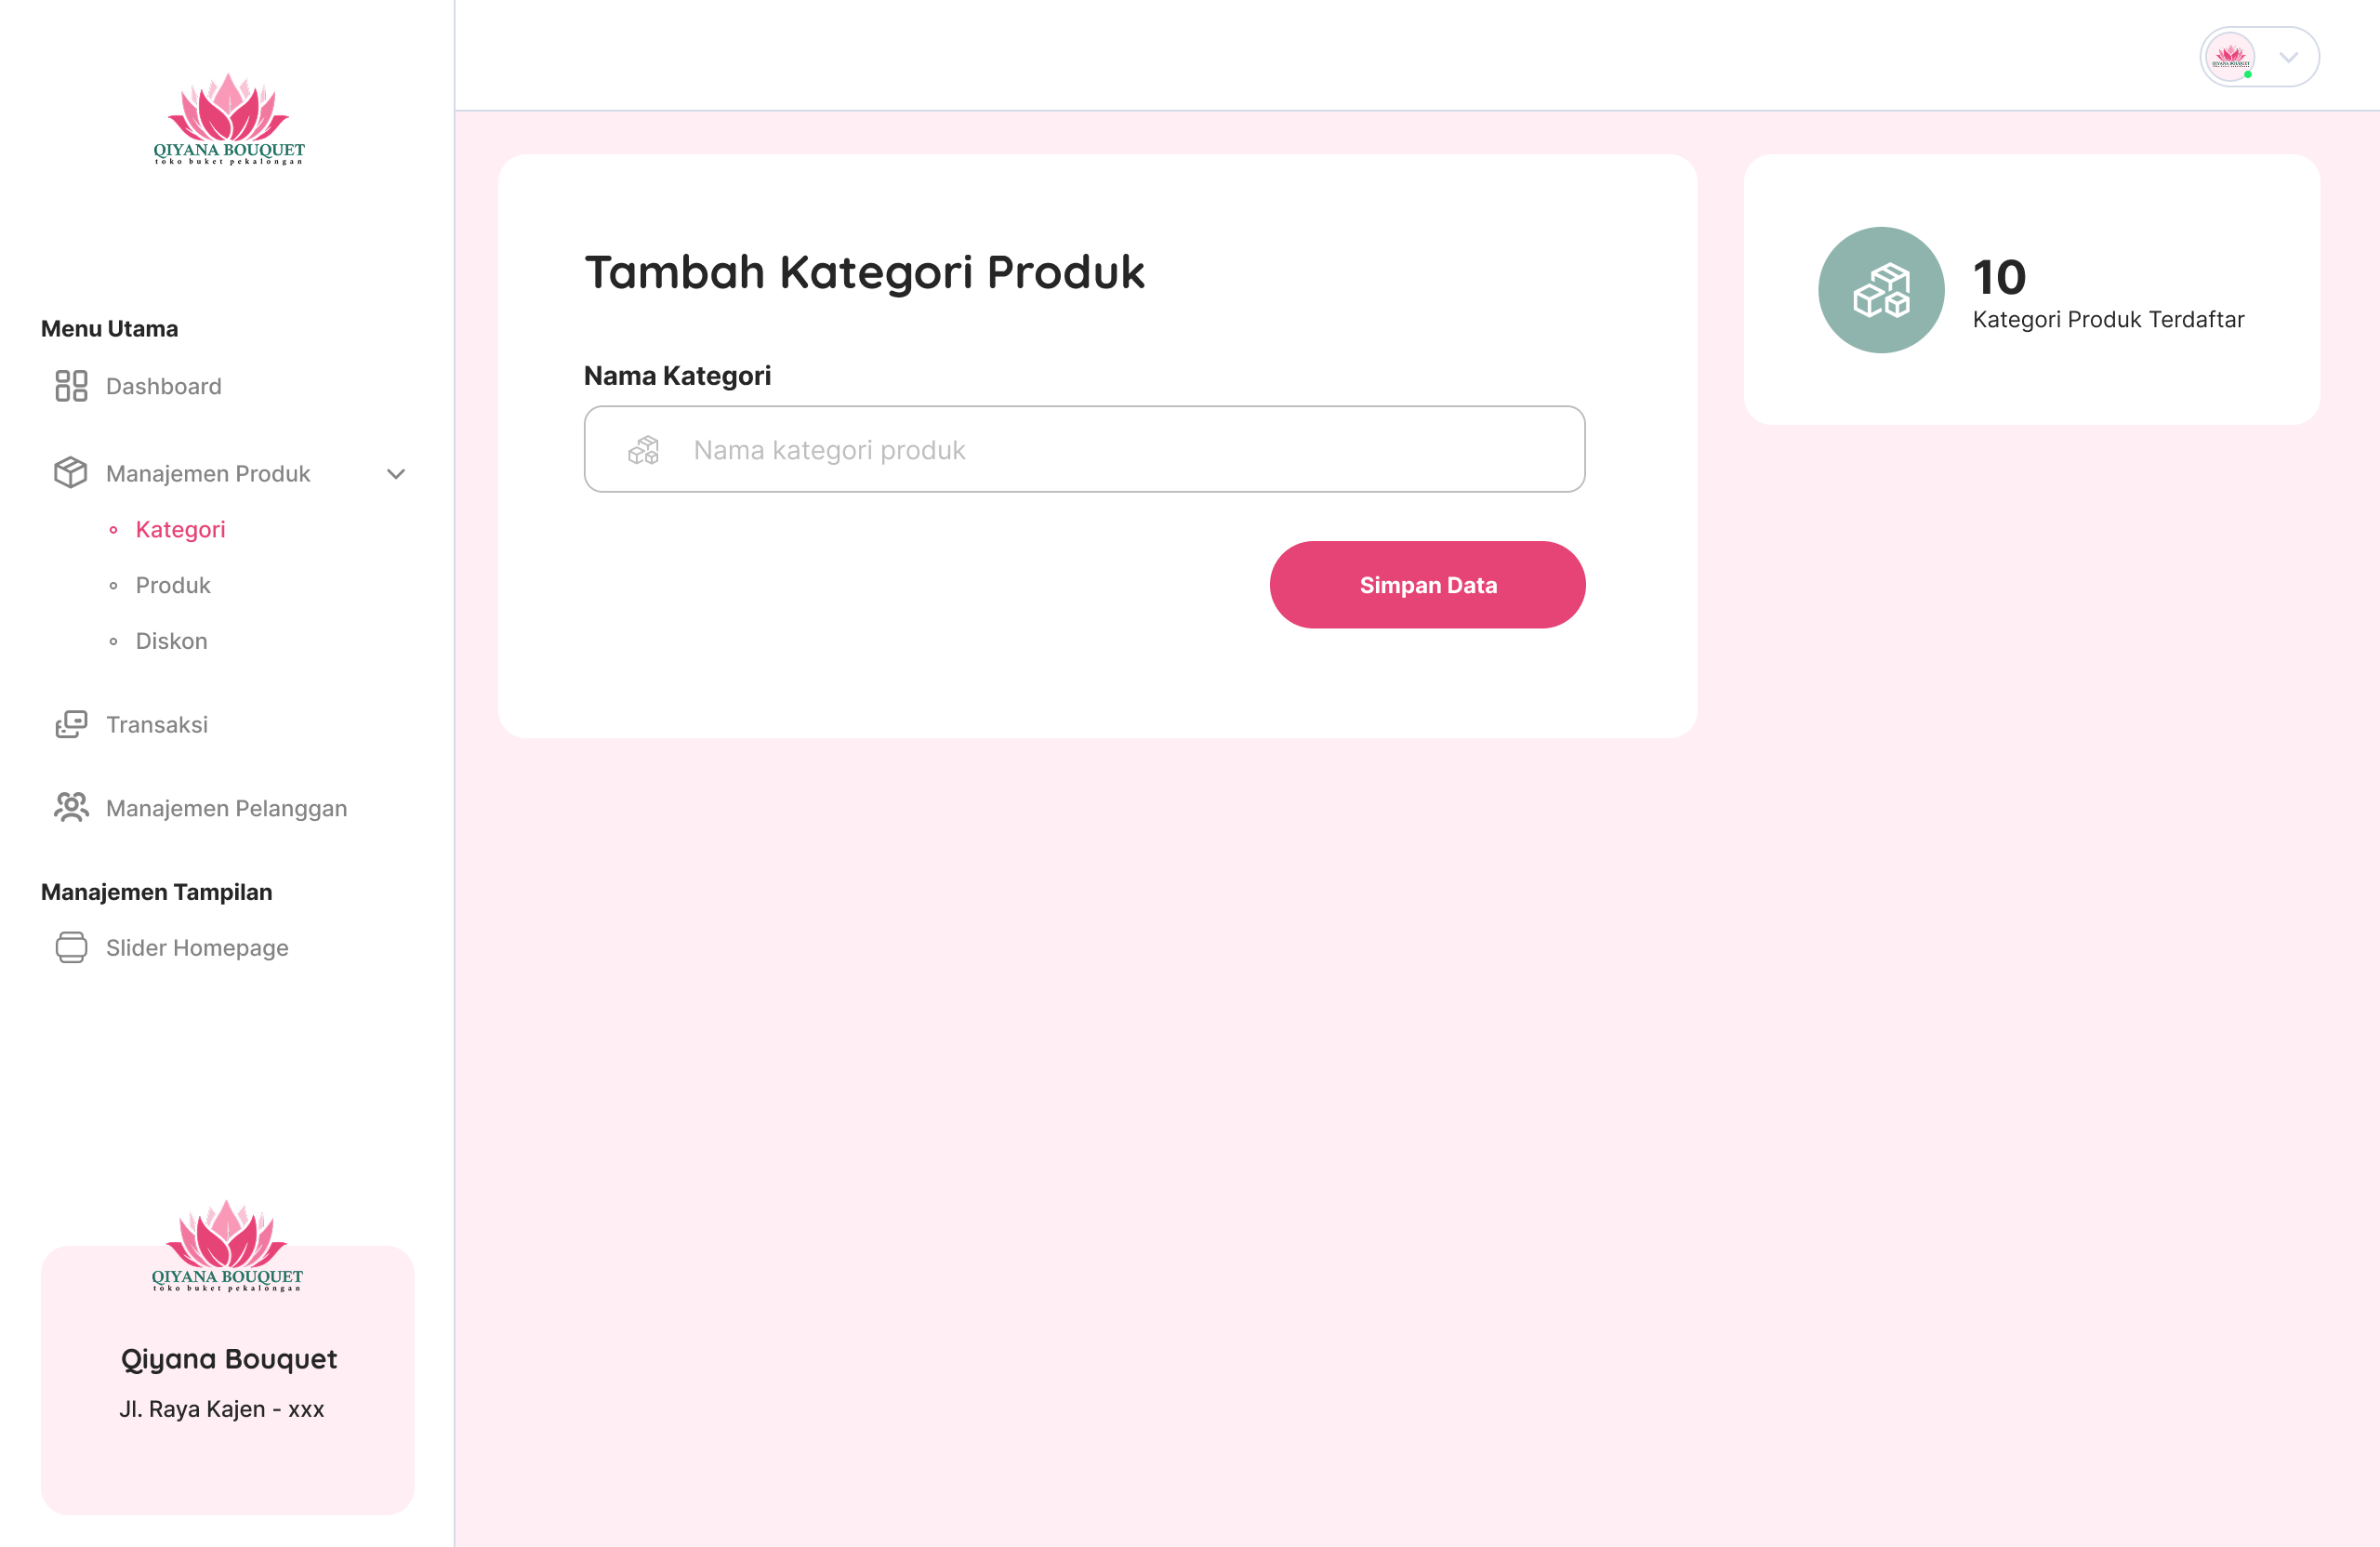 QIYANA BOUQUET
toko buket pekalongan
Menu Utama
Dashboard
Manajemen Produk
Kategori
Produk
Diskon
Transaksi
Manajemen Pelanggan
Manajemen Tampilan
Slider Homepage
QIYANA BOUQUET
toko buket pekalongan
Qiyana Bouquet
Jl. Raya Kajen - xxx
QIYANA BOUQUET
Tambah Kategori Produk
Nama Kategori
Nama kategori produk
Simpan Data
10
Kategori Produk Terdaftar